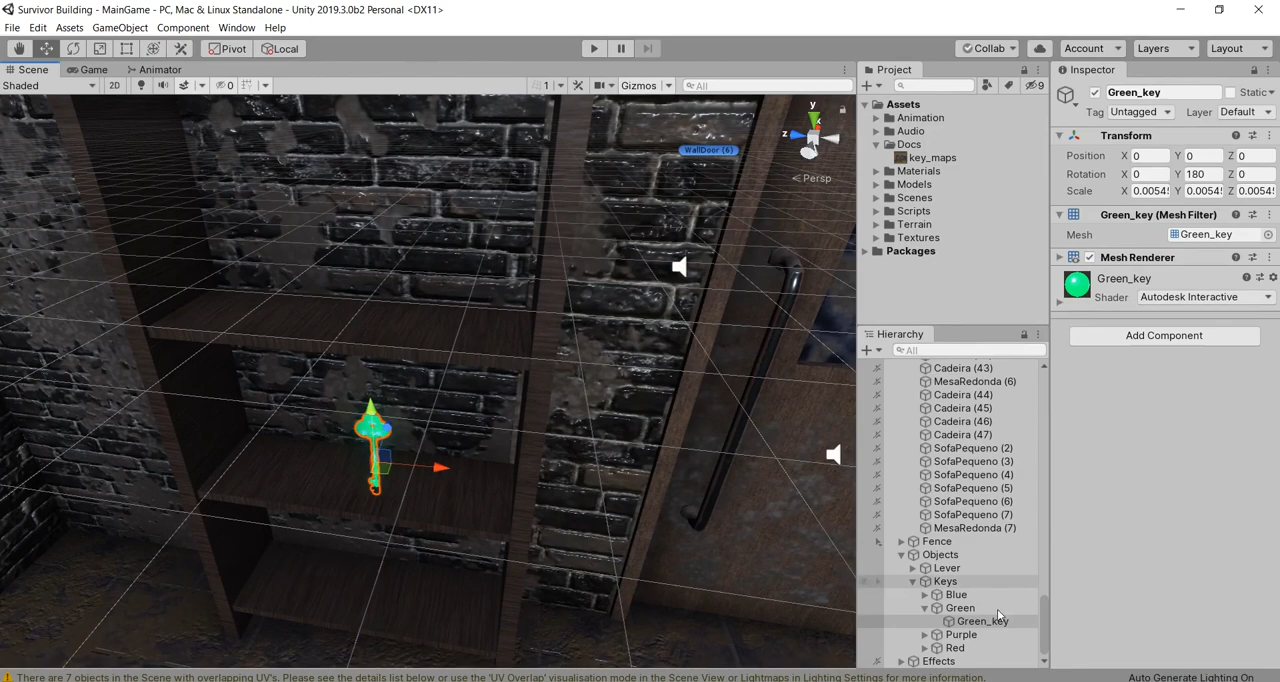 Survivor Building - MainGame - PC, Mac & Linux Standalone - Unity 2019.3.0b2 Personal <DX11>
File Edit Assets GameObject Component Window Help
Pivot Local Collab Account Layers Layout
Scene Game Animator
Shaded 2D 0 1 Gizmos All
WallDoor (6)
y
x
z
Persp
Project
9
Assets
Animation
Audio
Docs
key_maps
Materials
Models
Scenes
Scripts
Terrain
Textures
Packages
Hierarchy
All
Cadeira (43)
MesaRedonda (6)
Cadeira (44)
Cadeira (45)
Cadeira (46)
Cadeira (47)
SofaPequeno (2)
SofaPequeno (3)
SofaPequeno (4)
SofaPequeno (5)
SofaPequeno (6)
SofaPequeno (7)
MesaRedonda (7)
Fence
Objects
Lever
Keys
Blue
Green
Green_key
Purple
Red
Effects
Inspector
Green_key Static
Tag Untagged Layer Default
Transform
Position X 0 Y 0 Z 0
Rotation X 0 Y 180 Z 0
Scale X 0.0054 Y 0.0054 Z 0.0054
Green_key (Mesh Filter)
Mesh Green_key
Mesh Renderer
Green_key
Shader Autodesk Interactive
Add Component
There are 7 objects in the Scene with overlapping UV's. Please see the details list below or use the 'UV Overlap' visualisation mode in the Scene View or Lightmaps in Lighting Settings for more information.
Auto Generate Lighting On